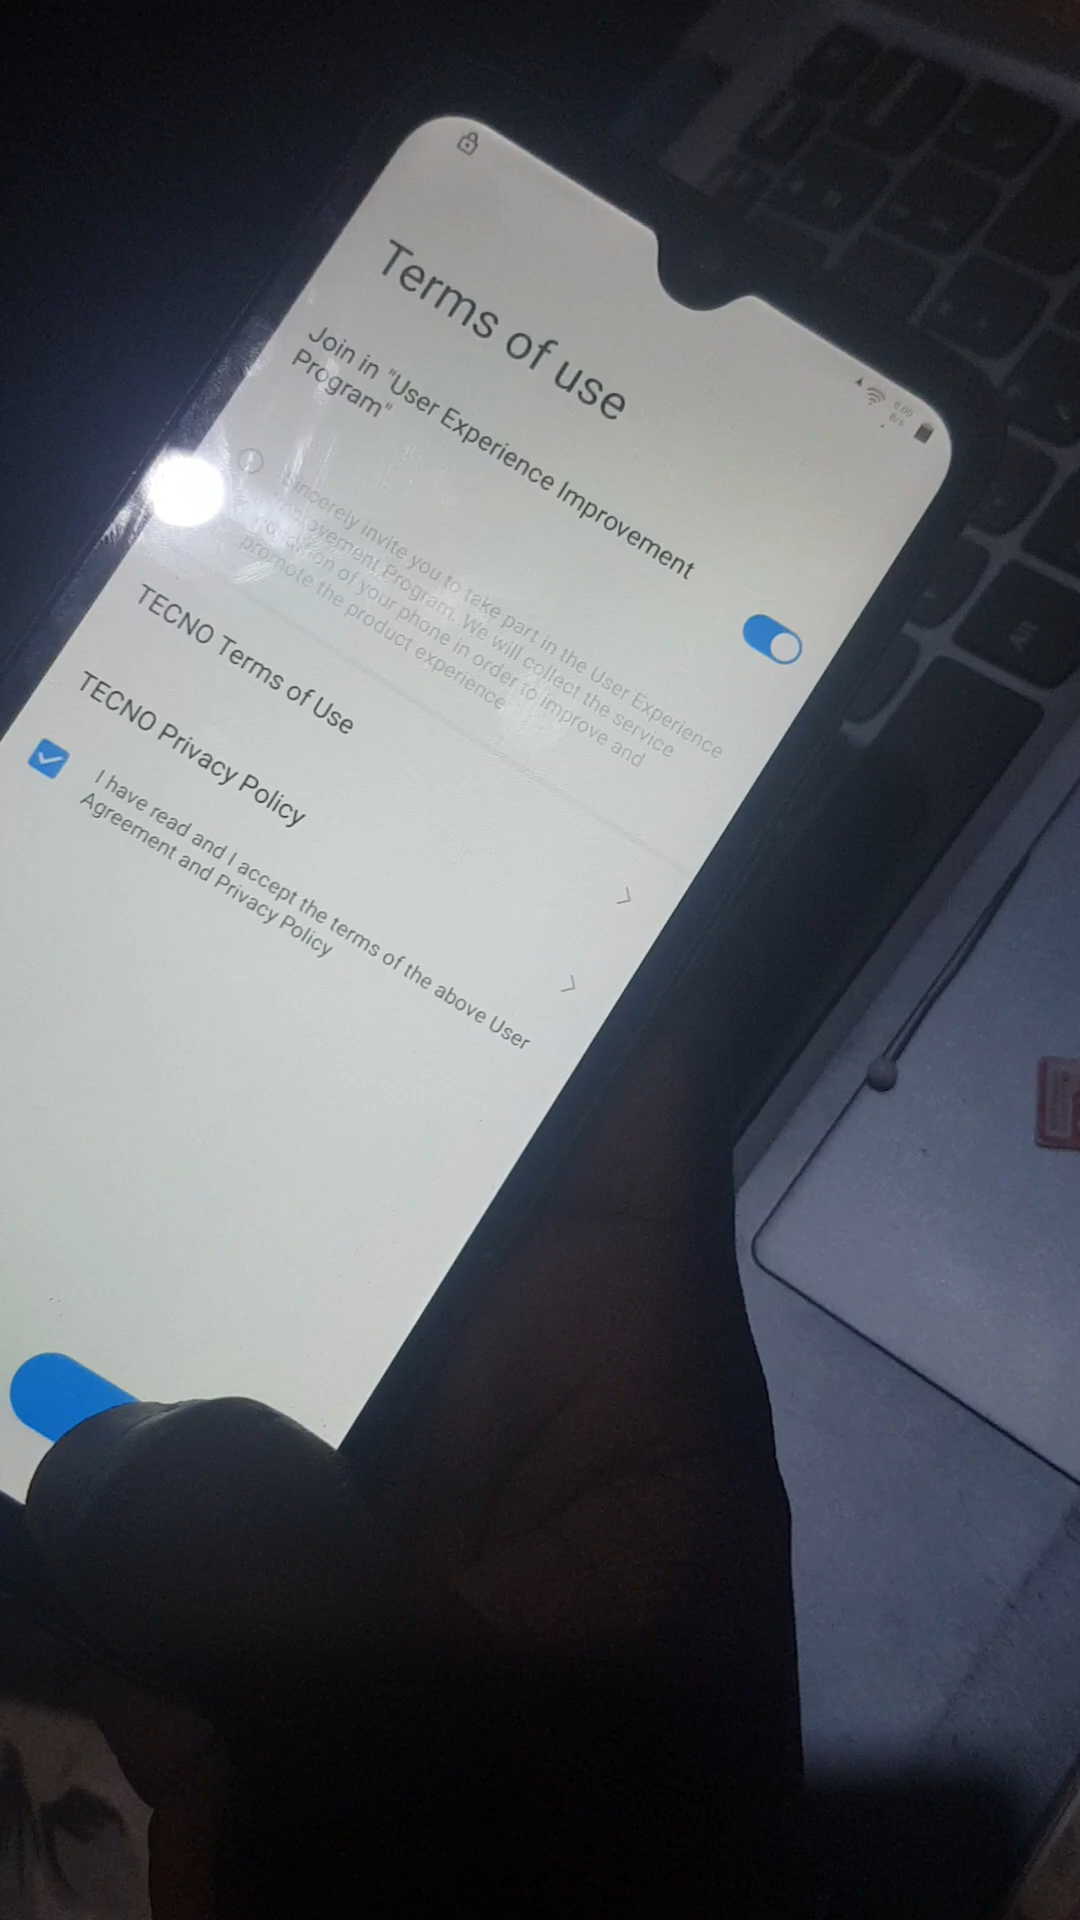 Terms of use
Join in "User Experience Improvement
Program"
Sincerely invite you to take part in the User Experience
Improvement Program. We will collect the service
of your phone in order to improve and
promote the product experience
TECNO Terms of Use
TECNO Privacy Policy
I have read and I accept the terms of the above User
Agreement and Privacy Policy